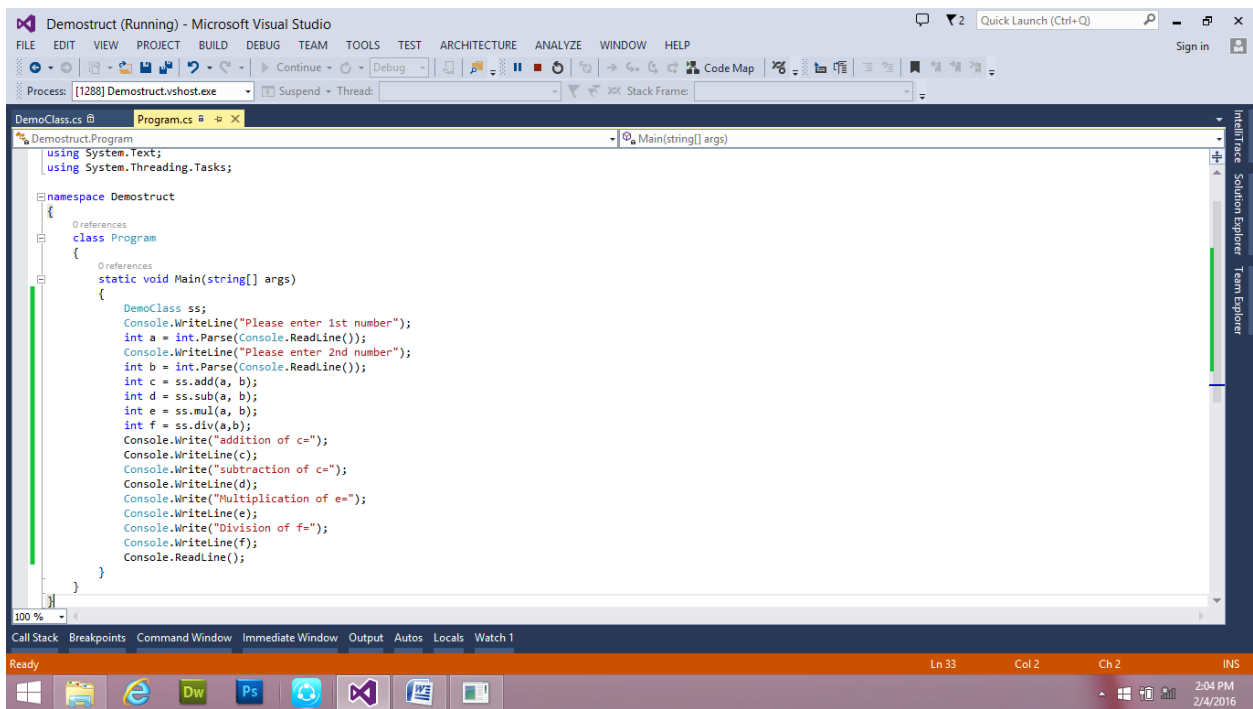 Demostruct (Running) - Microsoft Visual Studio
2
Quick Launch (Ctrl+Q)
FILE EDIT VIEW PROJECT BUILD DEBUG TEAM TOOLS TEST ARCHITECTURE ANALYZE WINDOW HELP
Sign in
Continue
Debug
Code Map
Process: [1288] Demostruct.vshost.exe
Suspend
Thread:
Stack Frame:
DemoClass.cs
Program.cs
Demostruct.Program
Main(string[] args)
using System.Text;
using System.Threading.Tasks;
namespace Demostruct
{
0 references
class Program
{
0 references
static void Main(string[] args)
{
DemoClass ss;
Console.WriteLine("Please enter 1st number");
int a = int.Parse(Console.ReadLine());
Console.WriteLine("Please enter 2nd number");
int b = int.Parse(Console.ReadLine());
int c = ss.add(a, b);
int d = ss.sub(a, b);
int e = ss.mul(a, b);
int f = ss.div(a,b);
Console.Write("addition of c=");
Console.WriteLine(c);
Console.Write("subtraction of c=");
Console.WriteLine(d);
Console.Write("Multiplication of e=");
Console.WriteLine(e);
Console.Write("Division of f=");
Console.WriteLine(f);
Console.ReadLine();
}
}
}
100 %
IntelliTrace
Solution Explorer
Team Explorer
Call Stack Breakpoints Command Window Immediate Window Output Autos Locals Watch 1
Ready
Ln 33
Col 2
Ch 2
INS
Dw
Ps
2:04 PM
2/4/2016